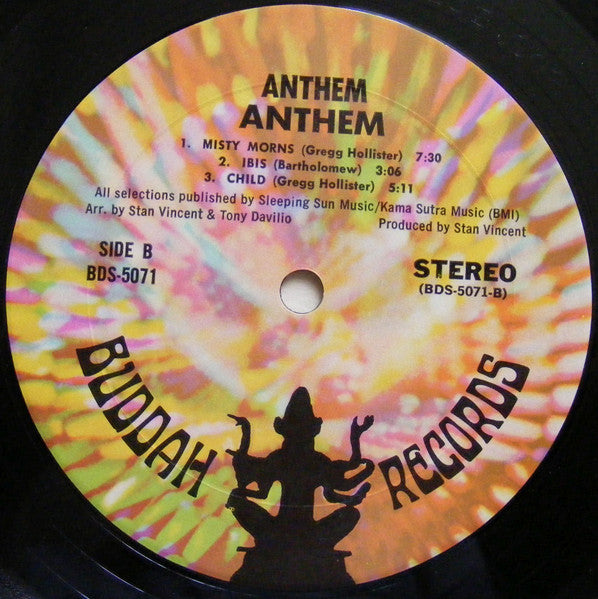 ANTHEM
ANTHEM
1. MISTY MORNS (Gregg Hollister) 7:30
2. IBIS (Bartholomew) 3:06
3. CHILD (Gregg Hollister) 5:11
All selections published by Sleeping Sun Music/Kama Sutra Music (BMI)
Arr. by Stan Vincent & Tony Davilio Produced by Stan Vincent
SIDE B
BDS-5071
STEREO
(BDS-5071-B)
BUDDAH RECORDS